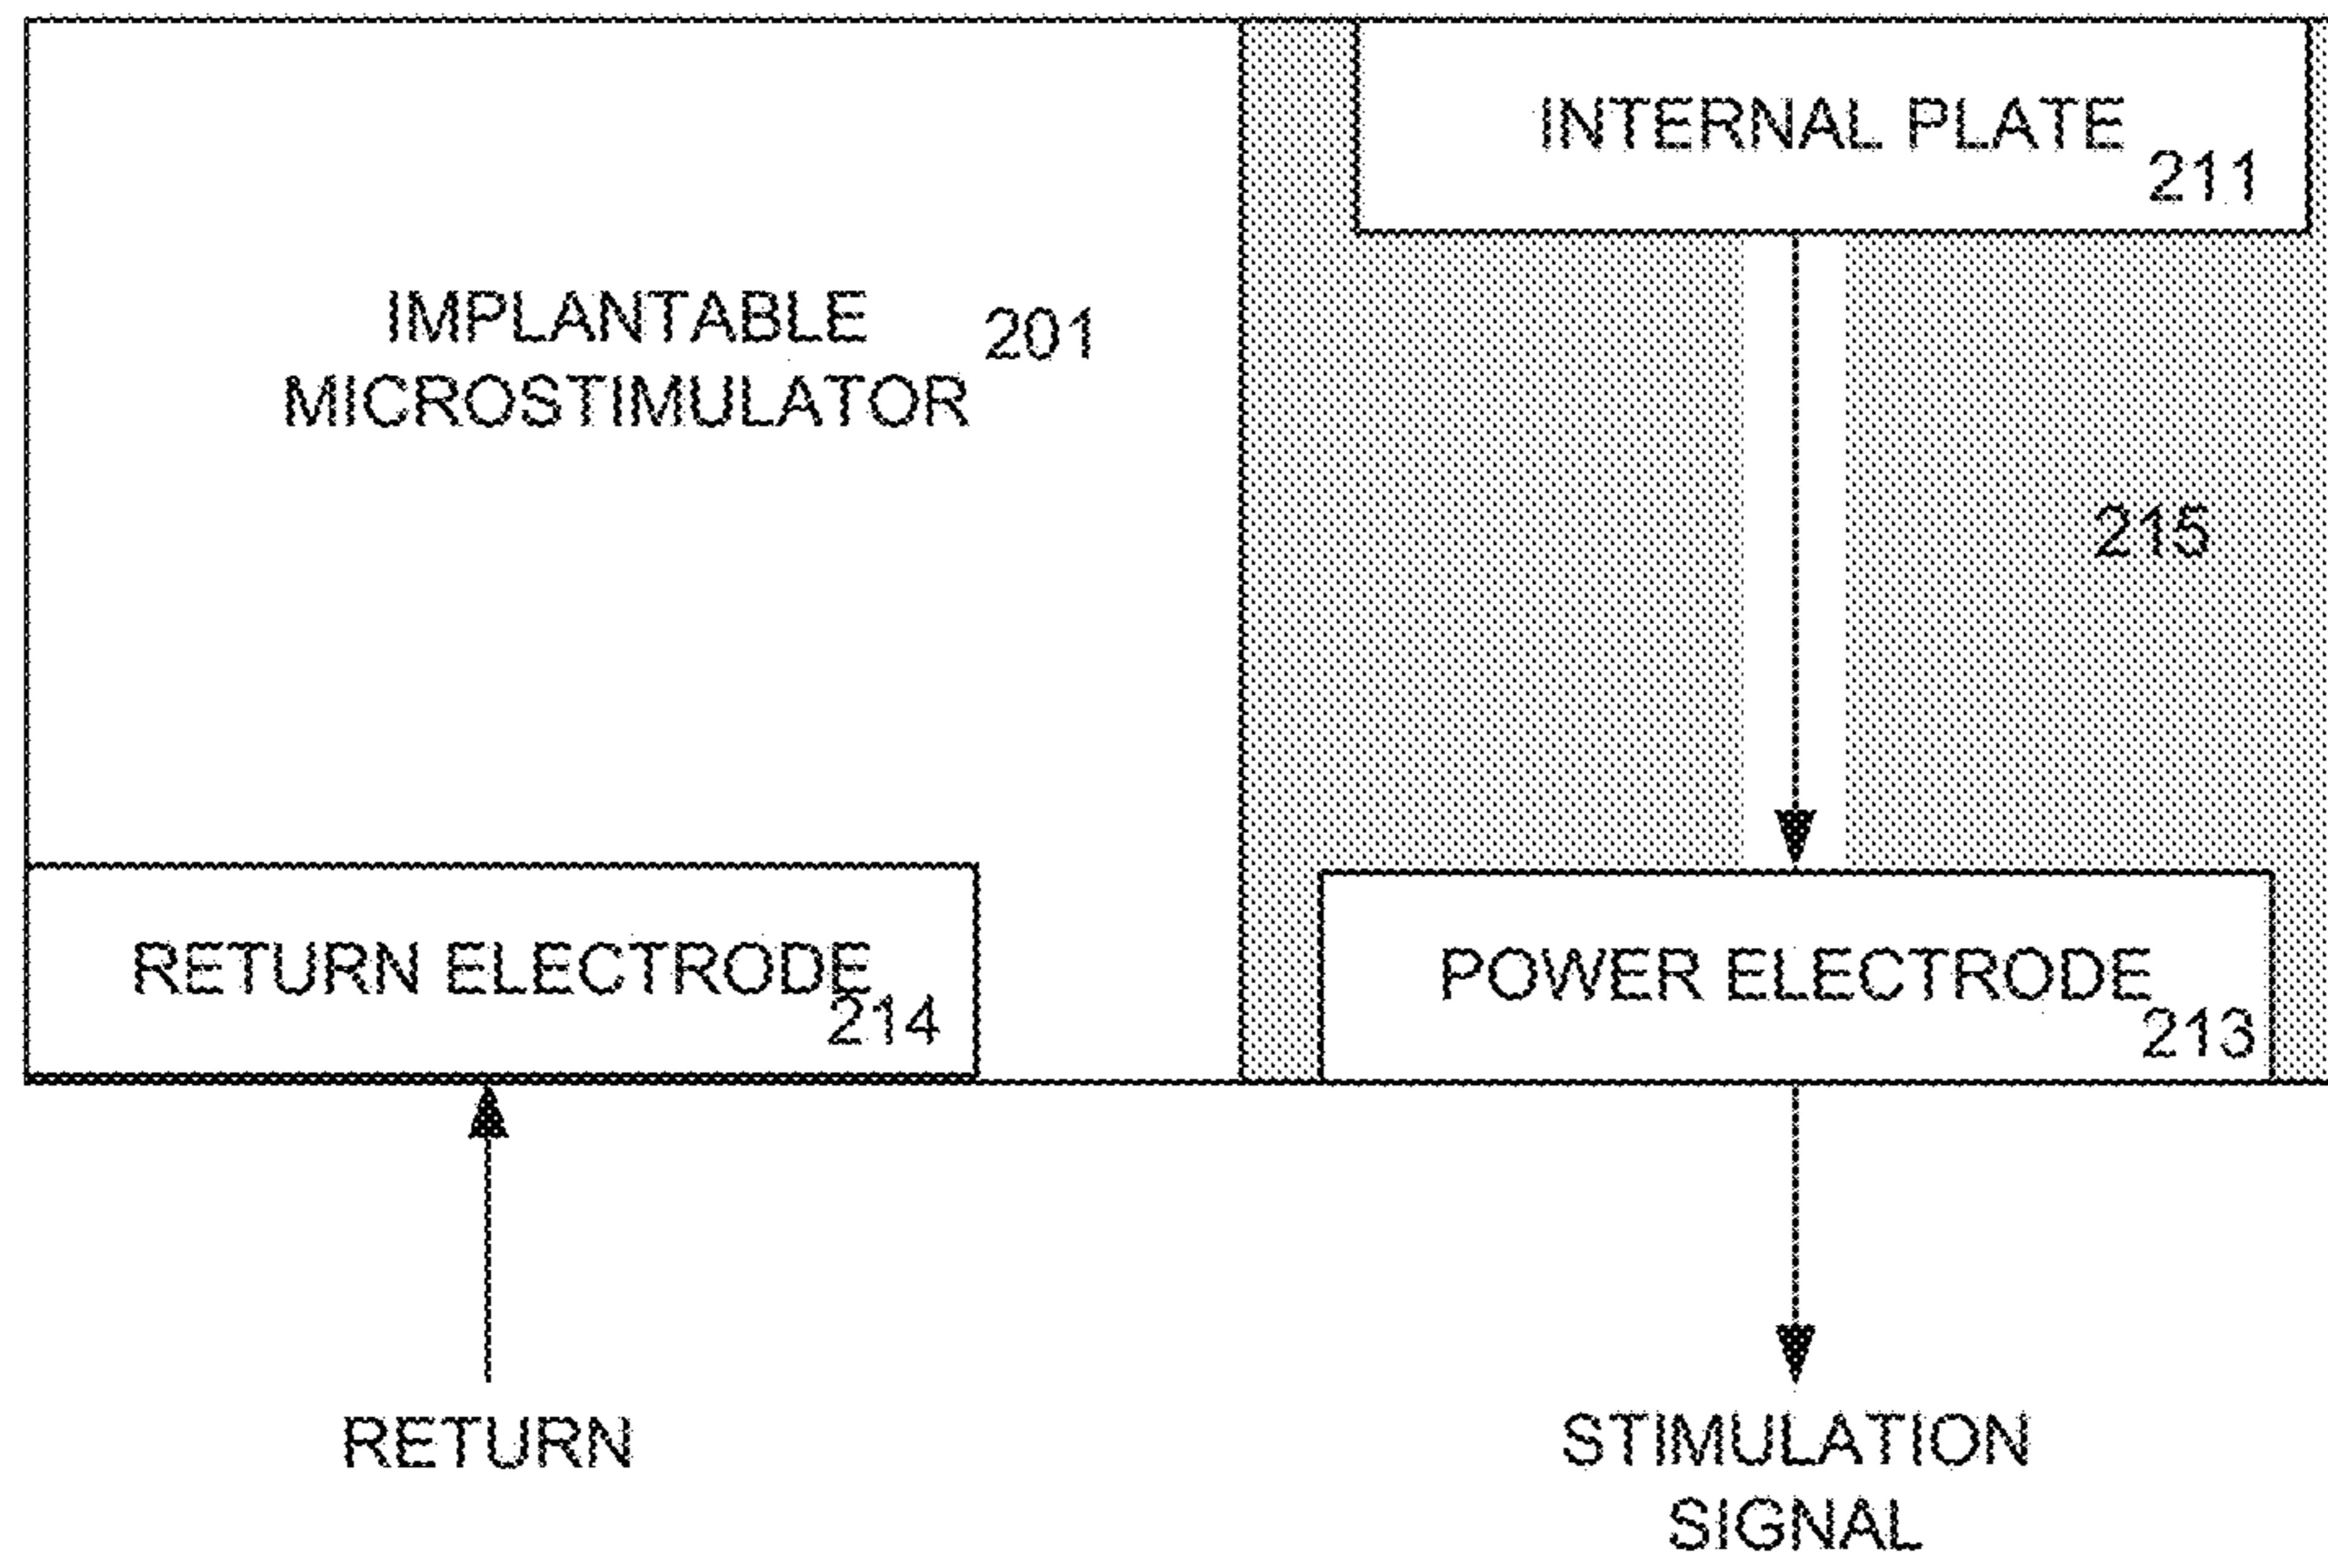 INTERNAL PLATE
211
IMPLANTABLE
MICROSTIMULATOR
201
215
RETURN ELECTRODE
214
POWER ELECTRODE
213
RETURN
STIMULATION
SIGNAL